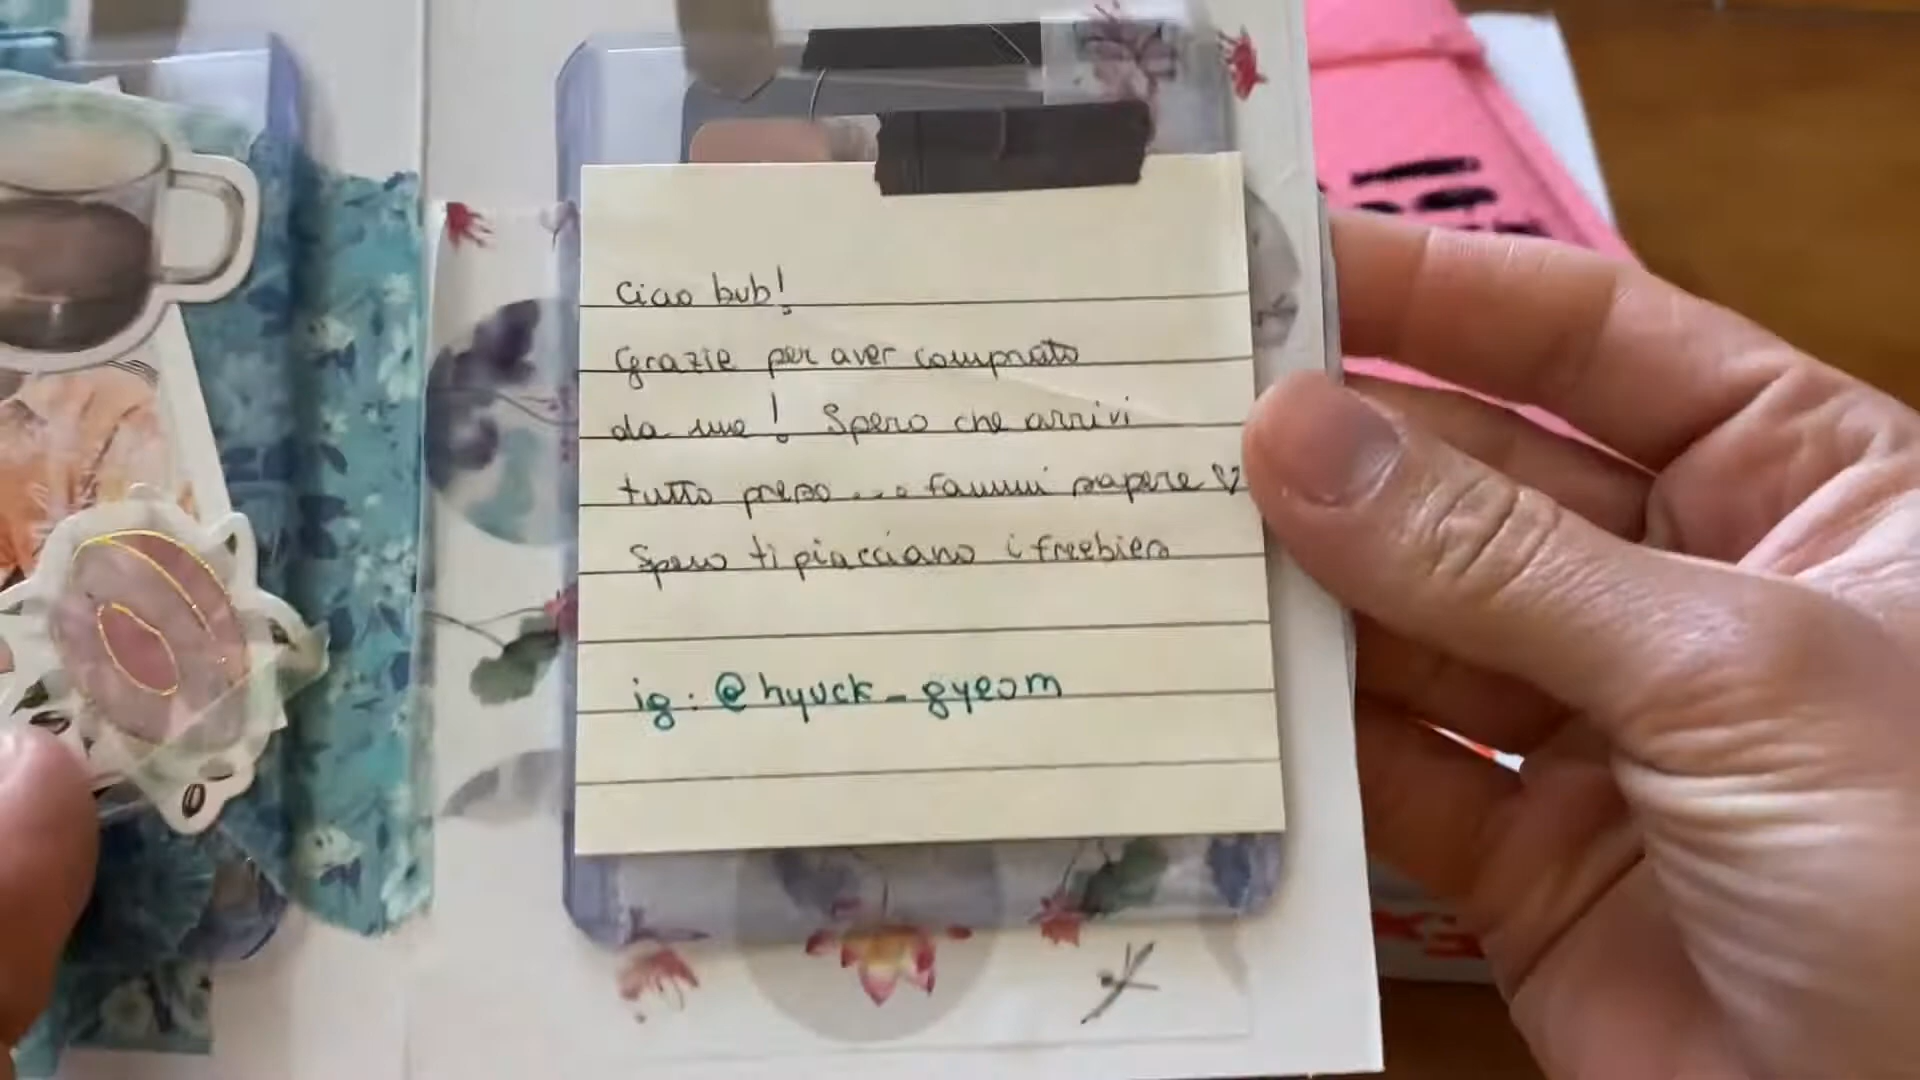 Ciao bub!
Grazie per aver comprato
da me! Spero che arrivi
tutto preso... fammi sapere ♡
Spero ti piacciano i freebies
ig: @hyuck_gyeom